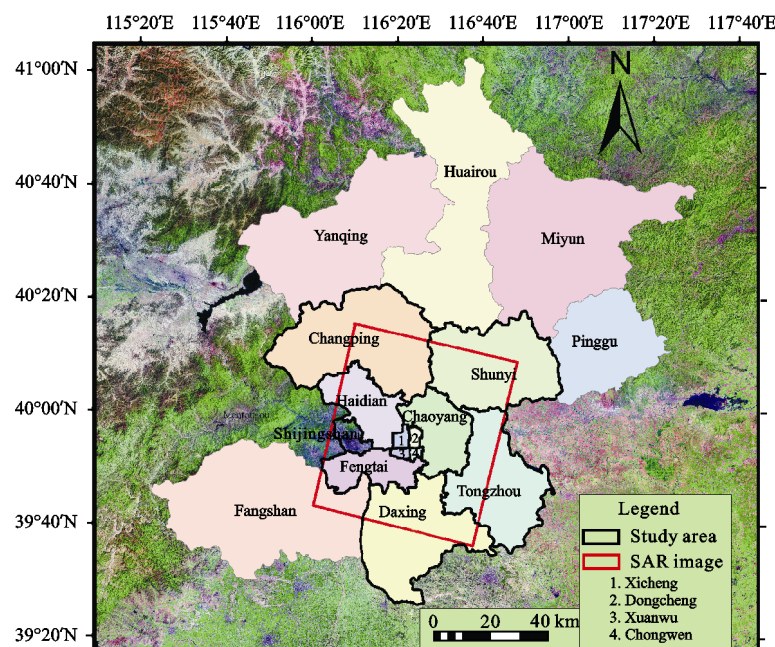 115°20′E 115°40′E 116°00′E 116°20′E 116°40′E 117°00′E 117°20′E 117°40′E
41°00′N
N
Huairou
40°40′N
Yanqing
Miyun
40°20′N
Changping
Pinggu
Shunyi
Haidian
40°00′N
Chaoyang
Shijingshan
1 2
3 4
Fengtai
Tongzhou
Fangshan
Daxing
39°40′N
Legend
Study area
SAR image
1. Xicheng
2. Dongcheng
3. Xuanwu
4. Chongwen
0 20 40 km
39°20′N